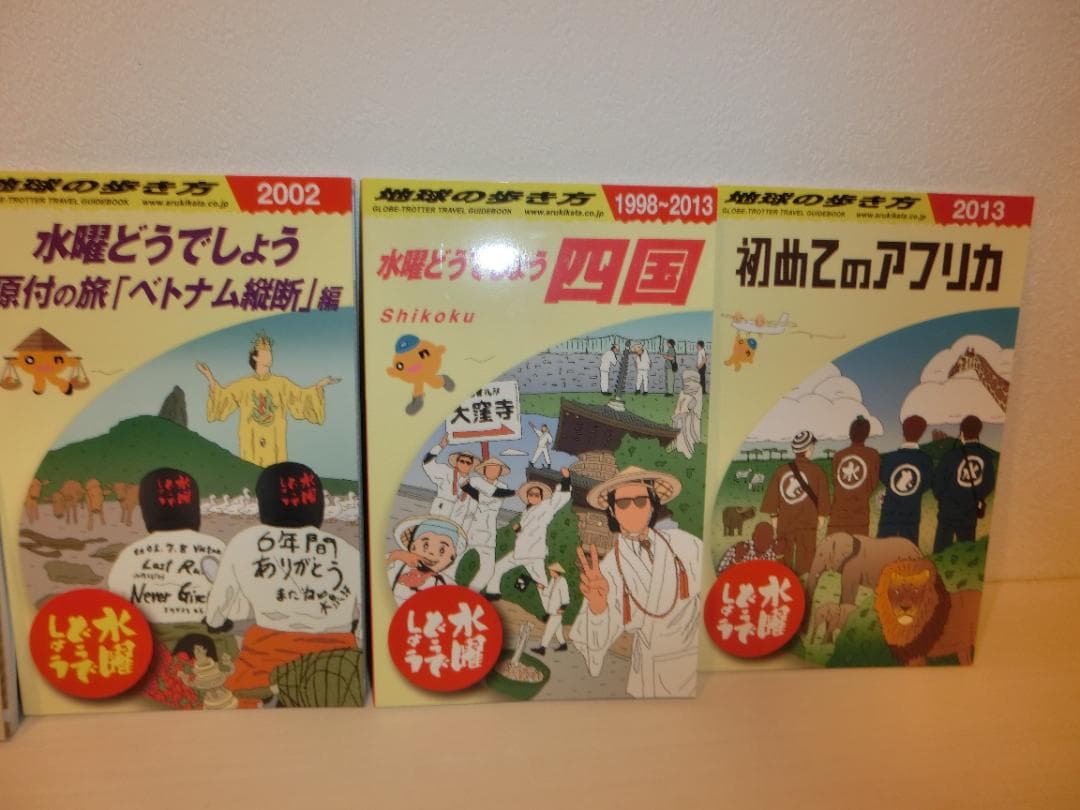 地球の歩き方
GLOBE-TROTTER TRAVEL GUIDEBOOK
www.arukikata.co.jp
2002
水曜どうでしょう
原付の旅「ベトナム縦断」編
Last Ra
Never Give
6年間
ありがとう
水曜
どうで
しょう
地球の歩き方
GLOBE-TROTTER TRAVEL GUIDEBOOK
www.arukikata.co.jp
1998~2013
水曜どうでしょう
四国
Shikoku
大窪寺
水曜
どうで
しょう
地球の歩き方
GLOBE-TROTTER TRAVEL GUIDEBOOK
www.arukikata.co.jp
2013
初めてのアフリカ
水
水曜
どうで
しょう